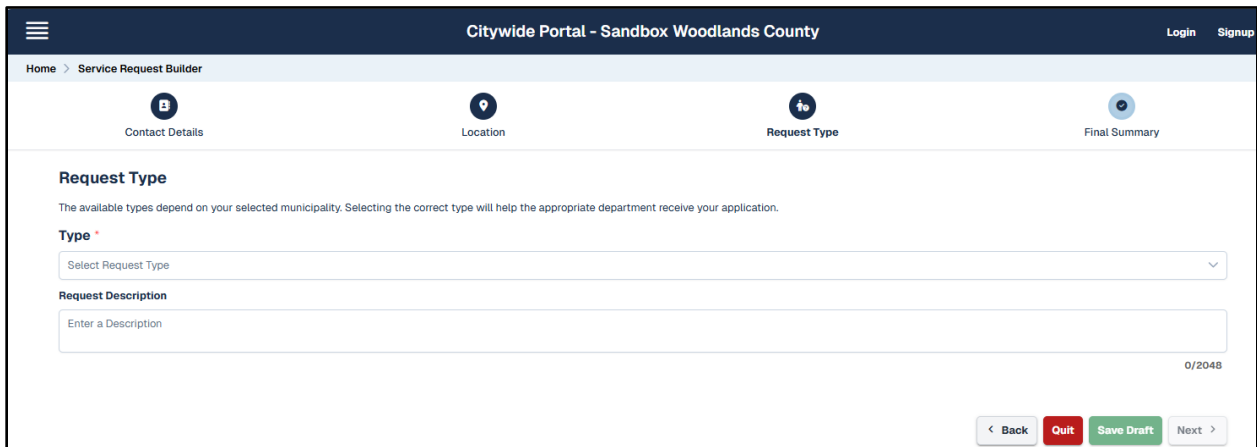 Citywide Portal - Sandbox Woodlands County
Login Signup
Home > Service Request Builder
Contact Details
Location
Request Type
Final Summary
Request Type
The available types depend on your selected municipality. Selecting the correct type will help the appropriate department receive your application.
Type *
Select Request Type
Request Description
Enter a Description
0/2048
< Back Quit Save Draft Next >